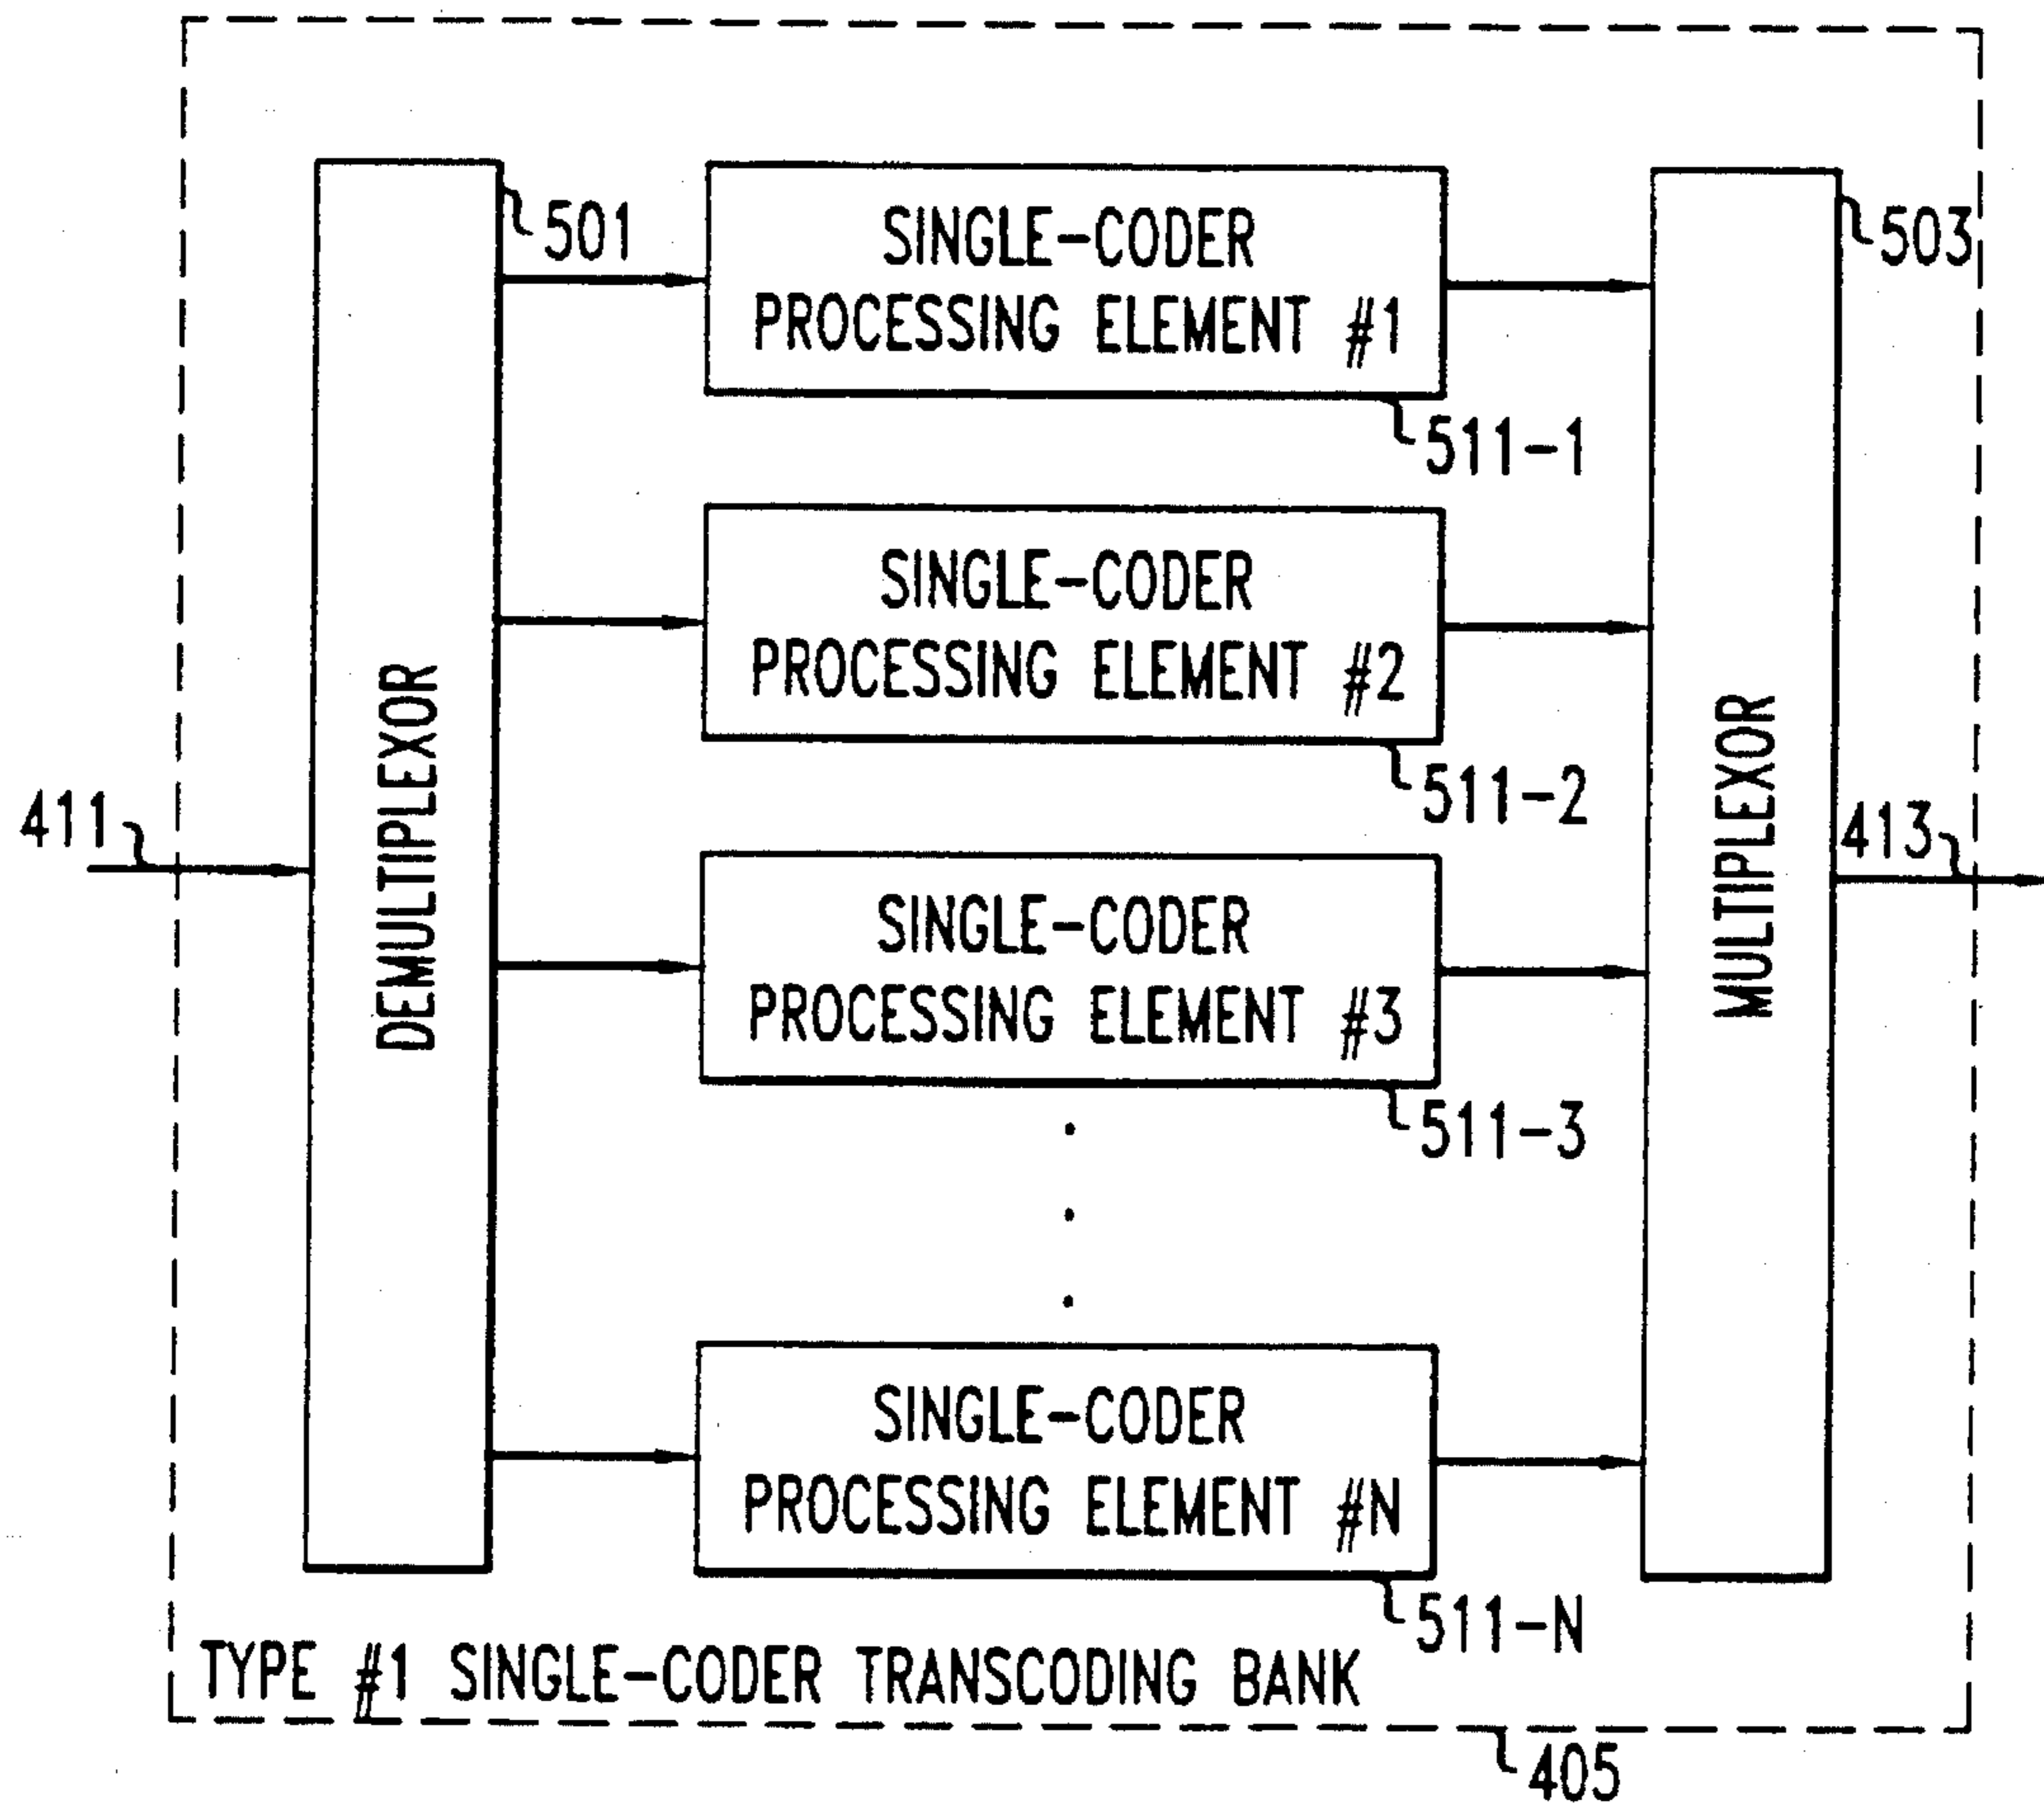 501
SINGLE-CODER
PROCESSING ELEMENT #1
503
511-1
SINGLE-CODER
PROCESSING ELEMENT #2
511-2
411
DEMULTIPLEXOR
MULTIPLEXOR
413
SINGLE-CODER
PROCESSING ELEMENT #3
511-3
SINGLE-CODER
PROCESSING ELEMENT #N
511-N
TYPE #1 SINGLE-CODER TRANSCODING BANK
405